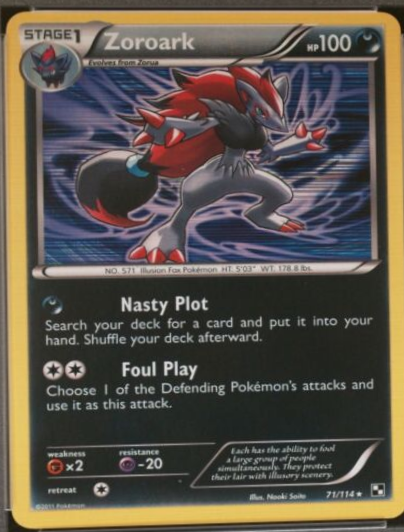 STAGE 1 Zoroark HP 100
Evolves from Zorua
NO. 571 Illusion Fox Pokémon HT: 5'03" WT: 178.8 lbs.
Nasty Plot
Search your deck for a card and put it into your
hand. Shuffle your deck afterward.
Foul Play
Choose 1 of the Defending Pokémon's attacks and
use it as this attack.
weakness
×2
resistance
-20
retreat
Each has the ability to fool
a large group of people
simultaneously. They protect
their lair with illusory scenery.
©2011 Pokémon
Illus. Naoki Saito
71/114★